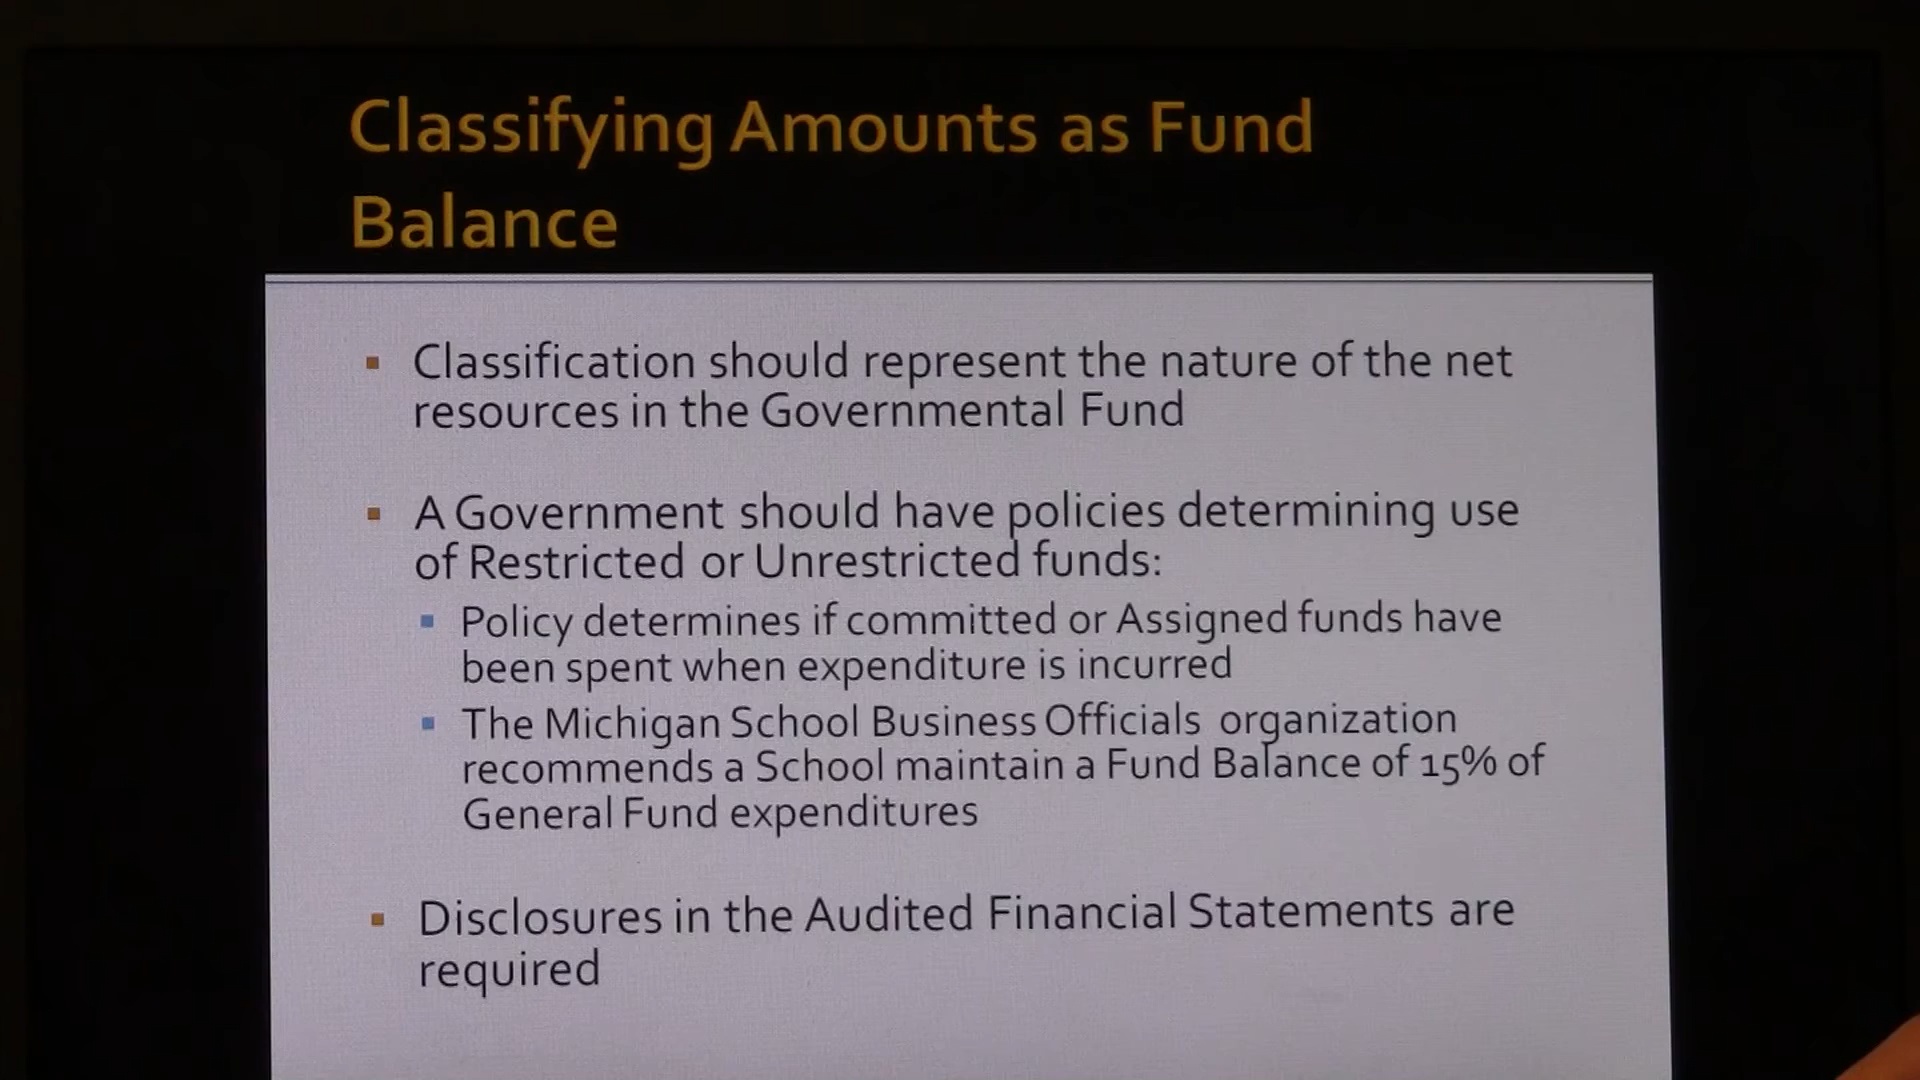 Classifying Amounts as Fund
Balance
Classification should represent the nature of the net
resources in the Governmental Fund
A Government should have policies determining use
of Restricted or Unrestricted funds:
Policy determines if committed or Assigned funds have
been spent when expenditure is incurred
The Michigan School Business Officials organization
recommends a School maintain a Fund Balance of 15% of
General Fund expenditures
Disclosures in the Audited Financial Statements are
required